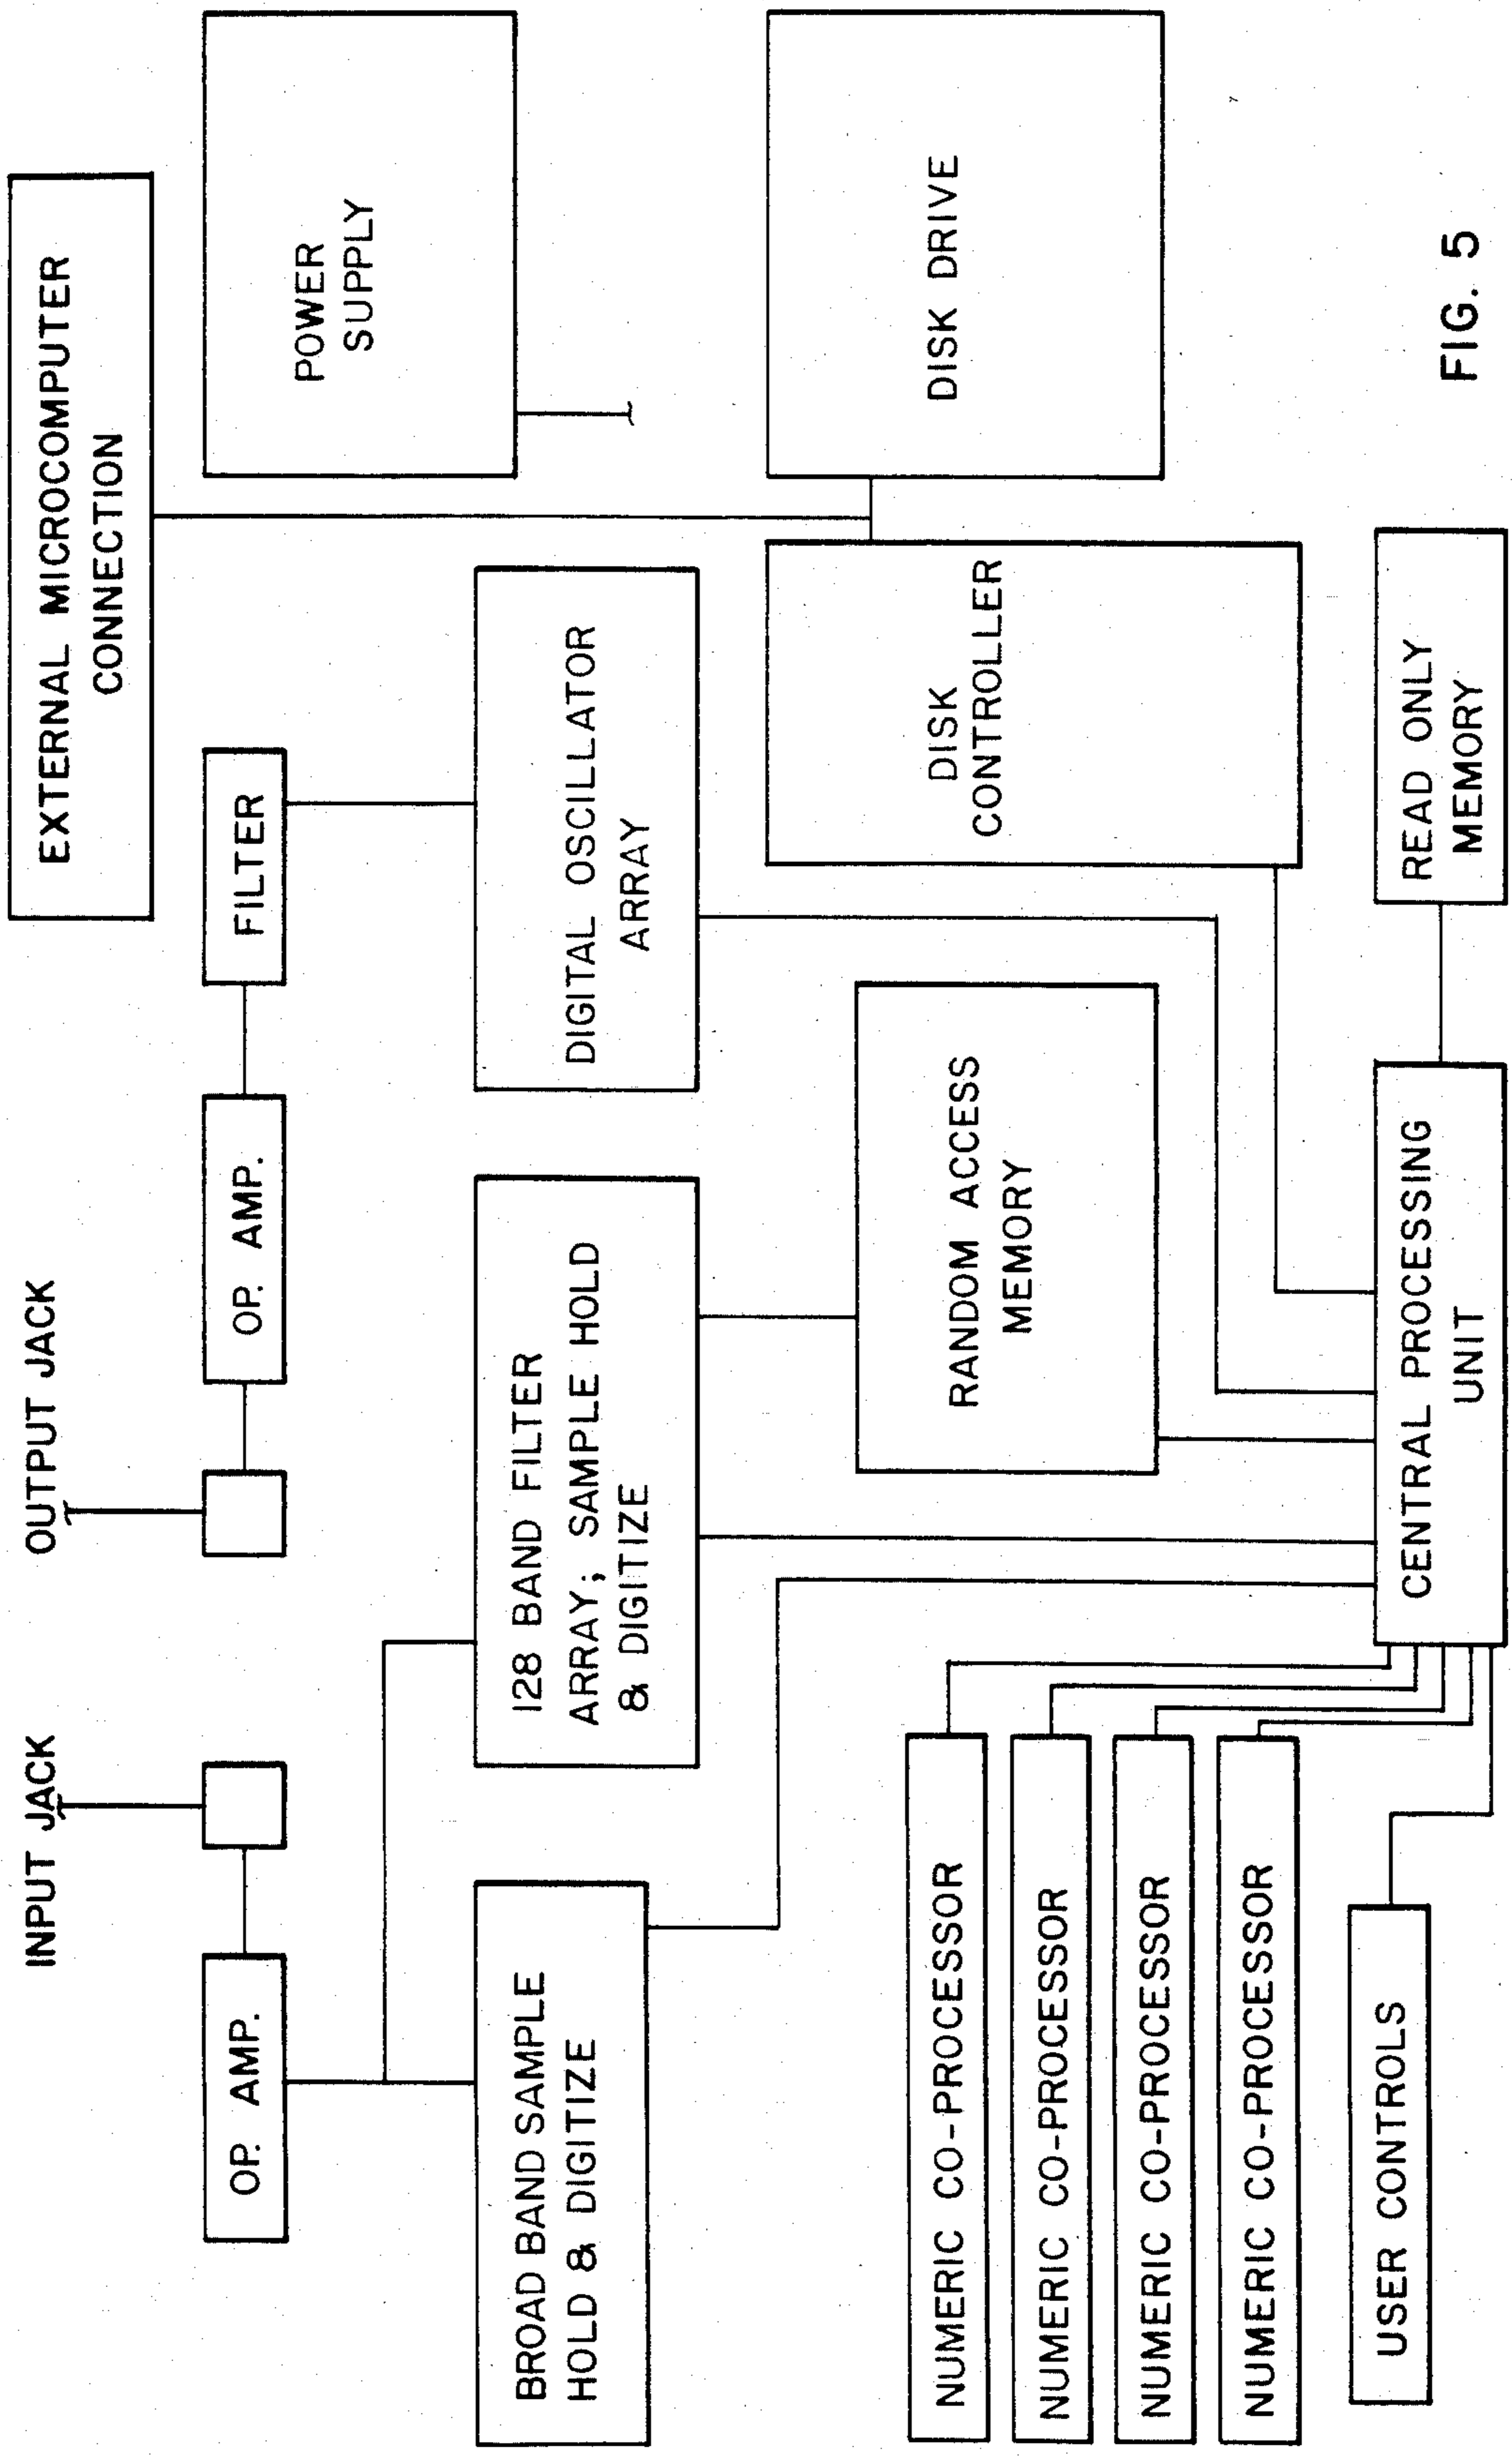 INPUT JACK
OUTPUT JACK
EXTERNAL MICROCOMPUTER
CONNECTION
OP. AMP.
OP. AMP.
FILTER
POWER
SUPPLY
BROAD BAND SAMPLE
HOLD & DIGITIZE
128 BAND FILTER
ARRAY; SAMPLE HOLD
& DIGITIZE
DIGITAL OSCILLATOR
ARRAY
NUMERIC CO-PROCESSOR
NUMERIC CO-PROCESSOR
NUMERIC CO-PROCESSOR
NUMERIC CO-PROCESSOR
RANDOM ACCESS
MEMORY
DISK
CONTROLLER
DISK DRIVE
USER CONTROLS
CENTRAL PROCESSING
UNIT
READ ONLY
MEMORY
FIG. 5